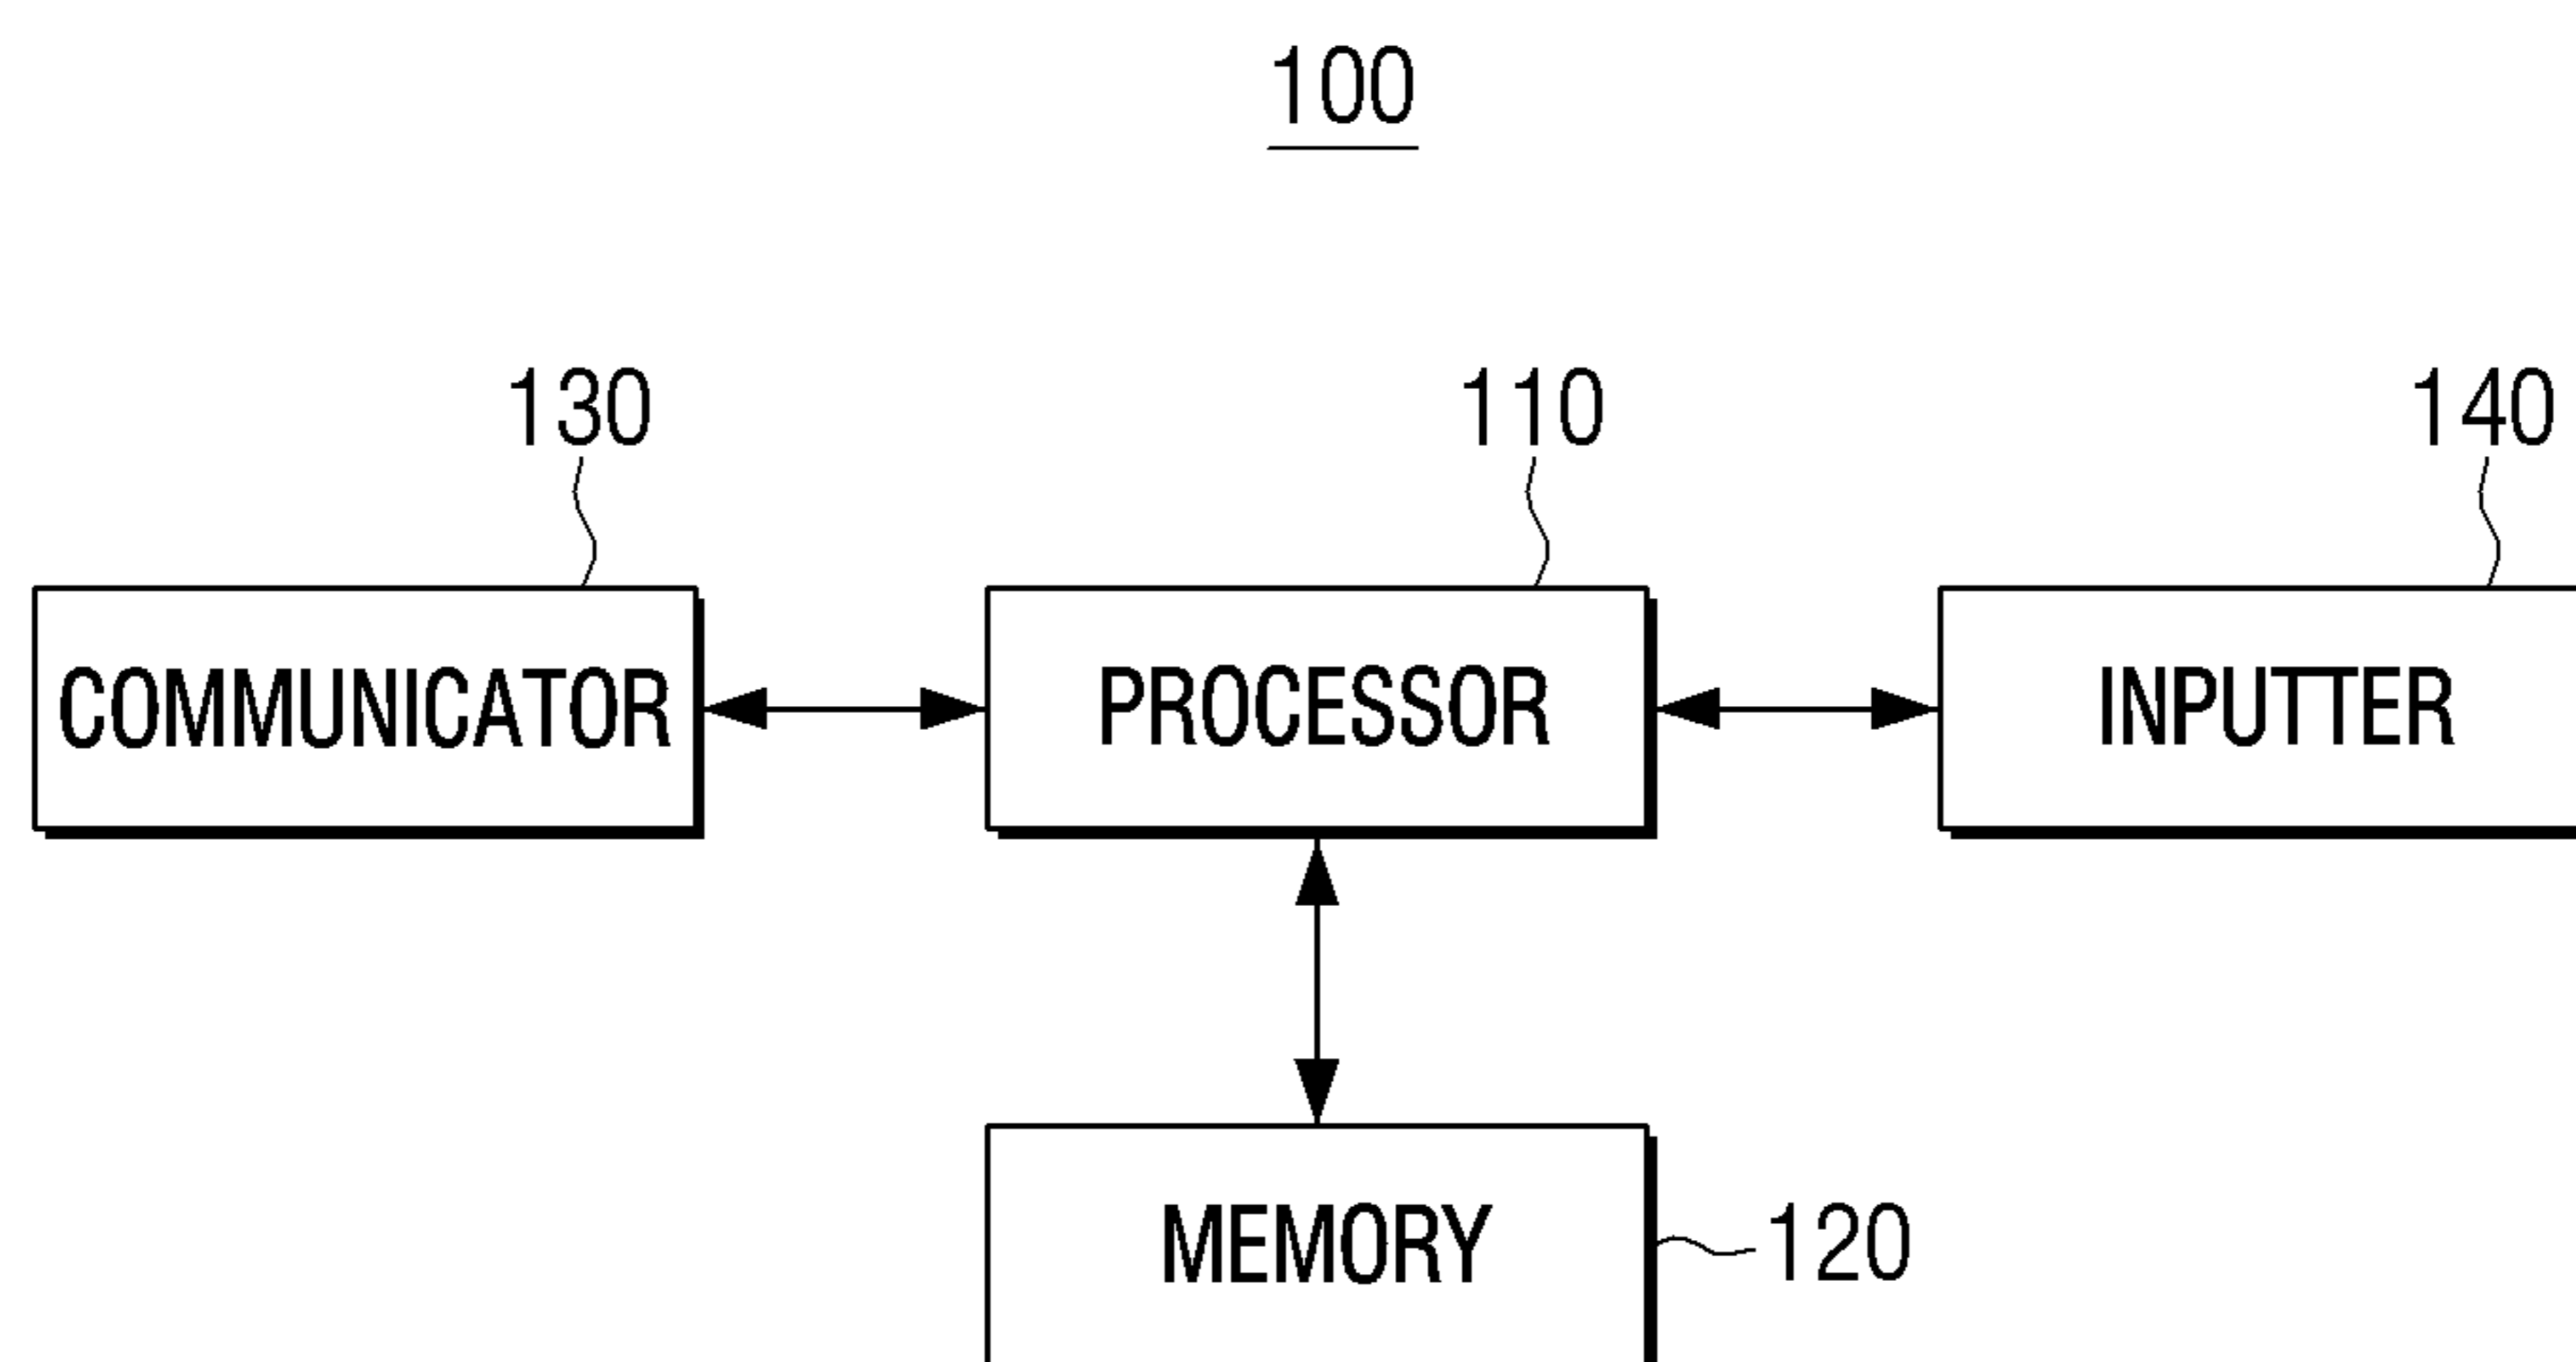 100
130
110
140
COMMUNICATOR
PROCESSOR
INPUTTER
MEMORY
120